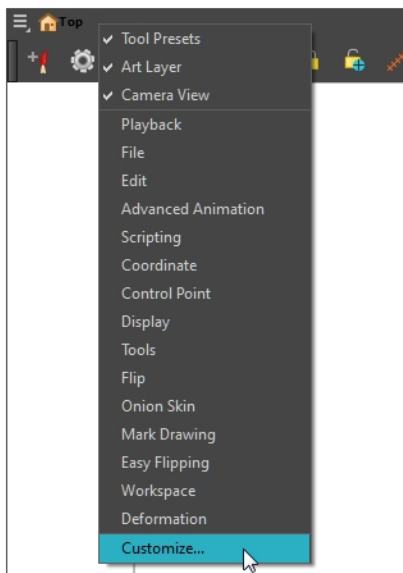 Top
Tool Presets
Art Layer
Camera View
Playback
File
Edit
Advanced Animation
Scripting
Coordinate
Control Point
Display
Tools
Flip
Onion Skin
Mark Drawing
Easy Flipping
Workspace
Deformation
Customize...